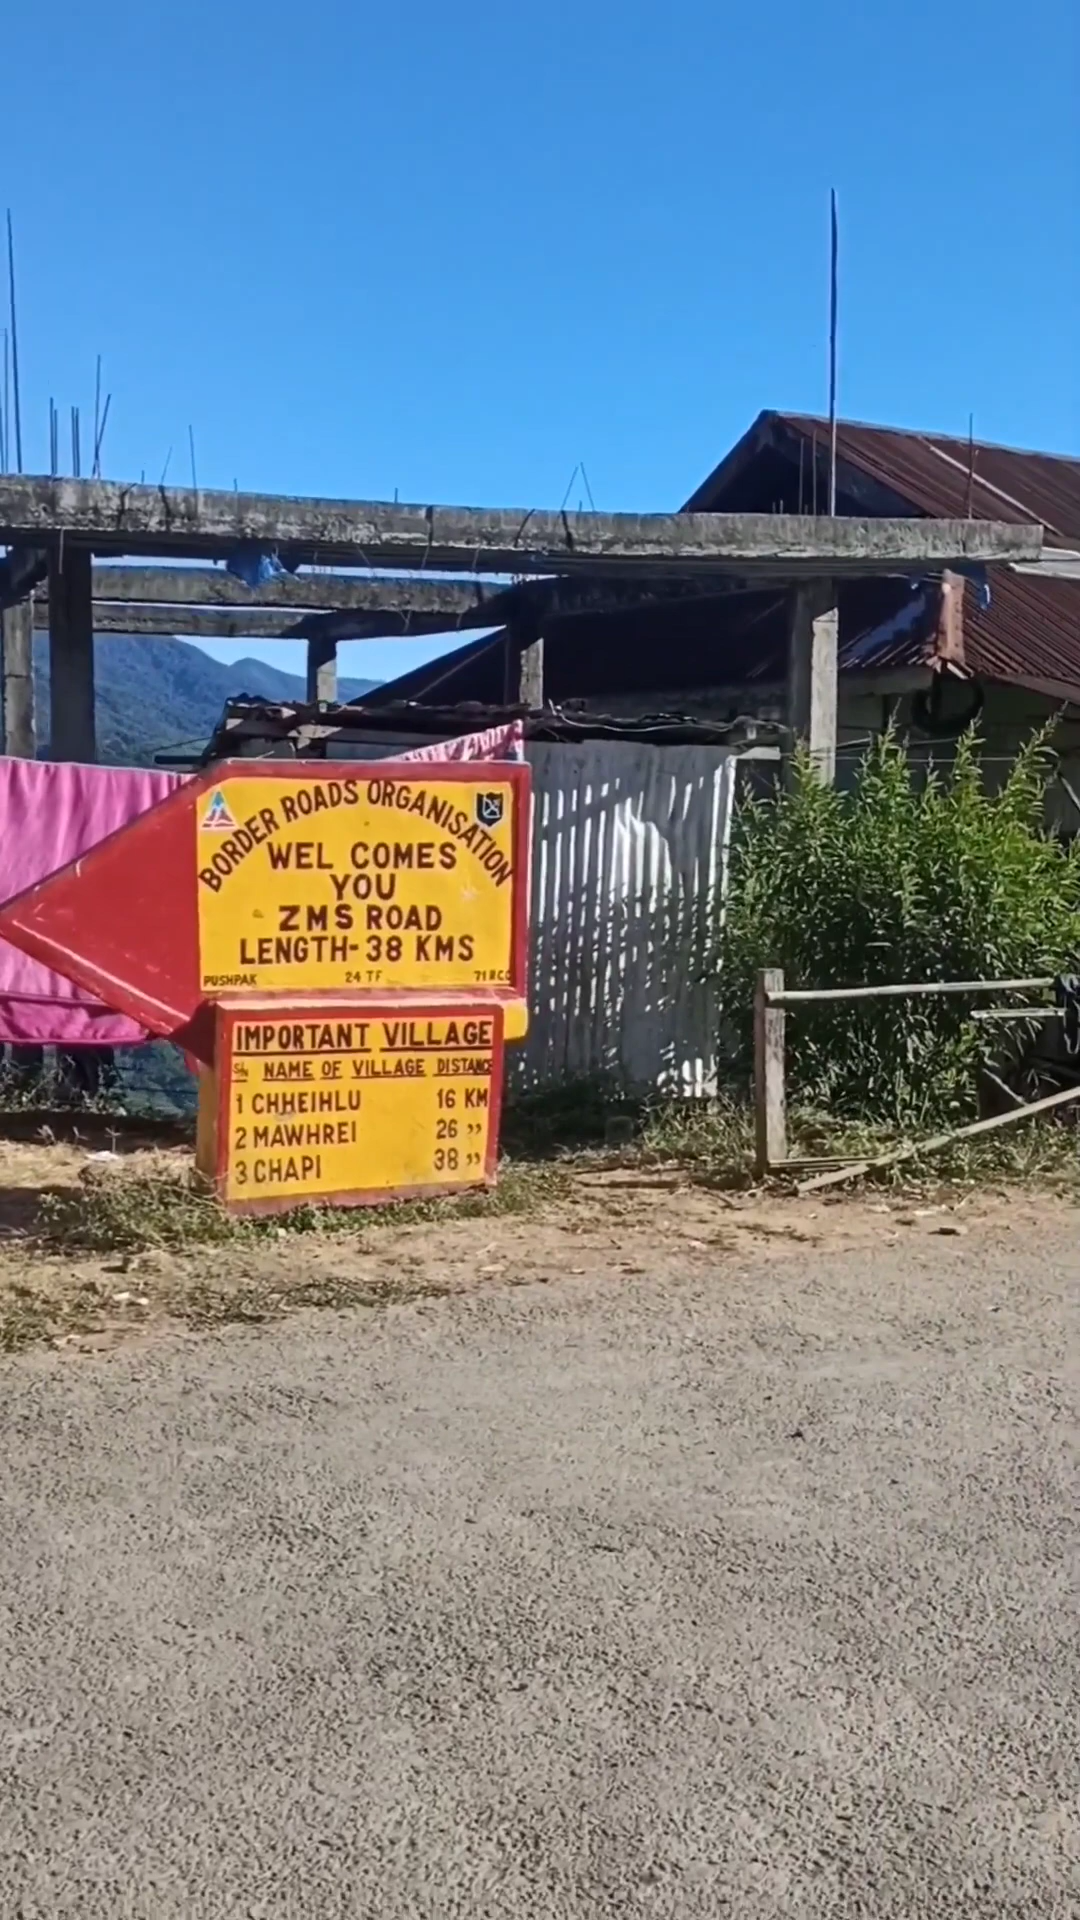 BORDER ROADS ORGANISATION
WEL COMES
YOU
ZMS ROAD
LENGTH-38 KMS
PUSHPAK 24 TF 71 RCC
IMPORTANT VILLAGE
S/N NAME OF VILLAGE DISTANCE
1 CHHEIHLU 16 KM
2 MAWHREI 26 ”
3 CHAPI 38 ”